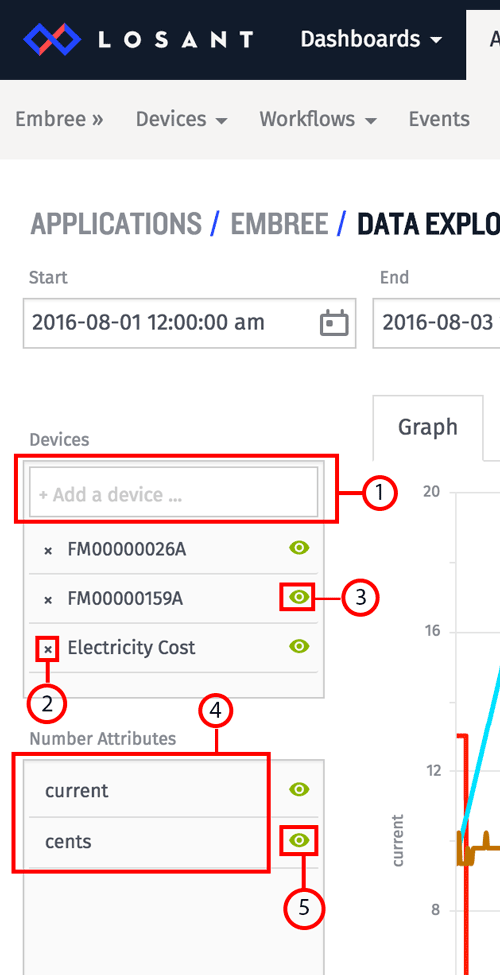 LOSANT Dashboards A
Embree » Devices Workflows Events
APPLICATIONS / EMBREE / DATA EXPLO
Start End
2016-08-01 12:00:00 am 2016-08-03
Devices
Graph
+ Add a device ...
1
20
× FM00000026A
× FM00000159A
3
16
× Electricity Cost
2
4
Number Attributes
12
current
cents
current
5
8